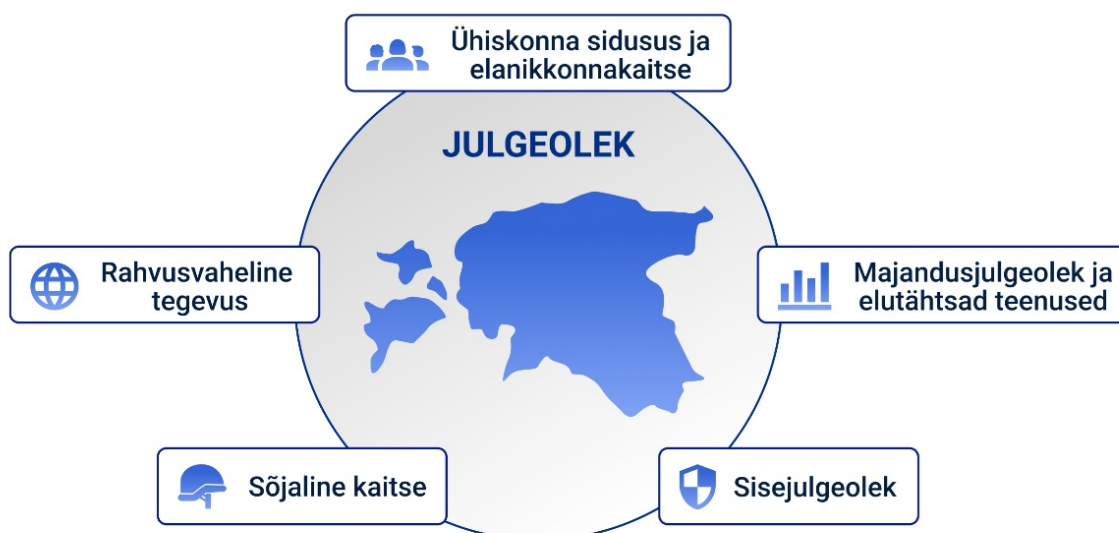 Ühiskonna sidusus ja
elanikkonnakaitse
JULGEOLEK
Rahvusvaheline
tegevus
Majandusjulgeolek ja
elutähtsad teenused
Sõjaline kaitse
Sisejulgeolek